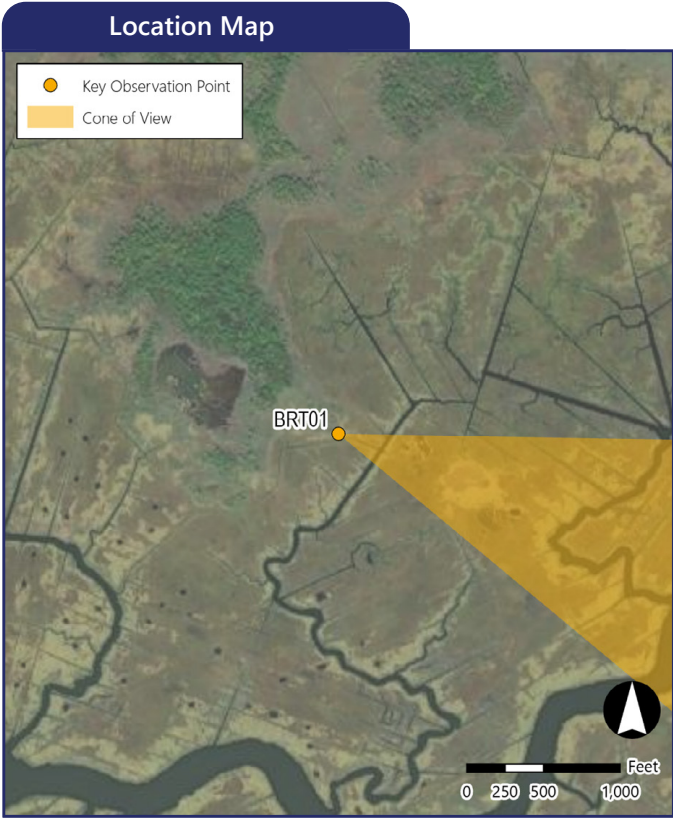 Location Map
Key Observation Point
Cone of View
BRT01
Feet
0 250 500 1,000